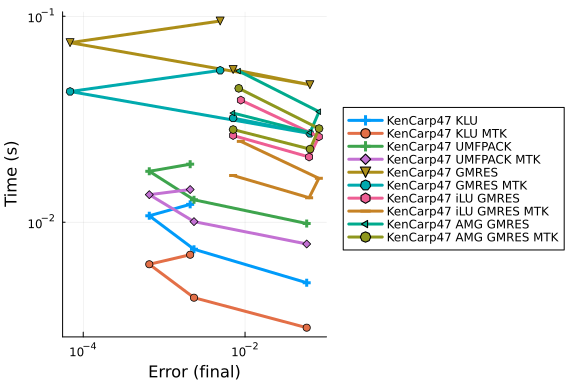 10⁻¹
10⁻²
Time (s)
10⁻⁴
10⁻²
Error (final)
KenCarp47 KLU
KenCarp47 KLU MTK
KenCarp47 UMFPACK
KenCarp47 UMFPACK MTK
KenCarp47 GMRES
KenCarp47 GMRES MTK
KenCarp47 iLU GMRES
KenCarp47 iLU GMRES MTK
KenCarp47 AMG GMRES
KenCarp47 AMG GMRES MTK